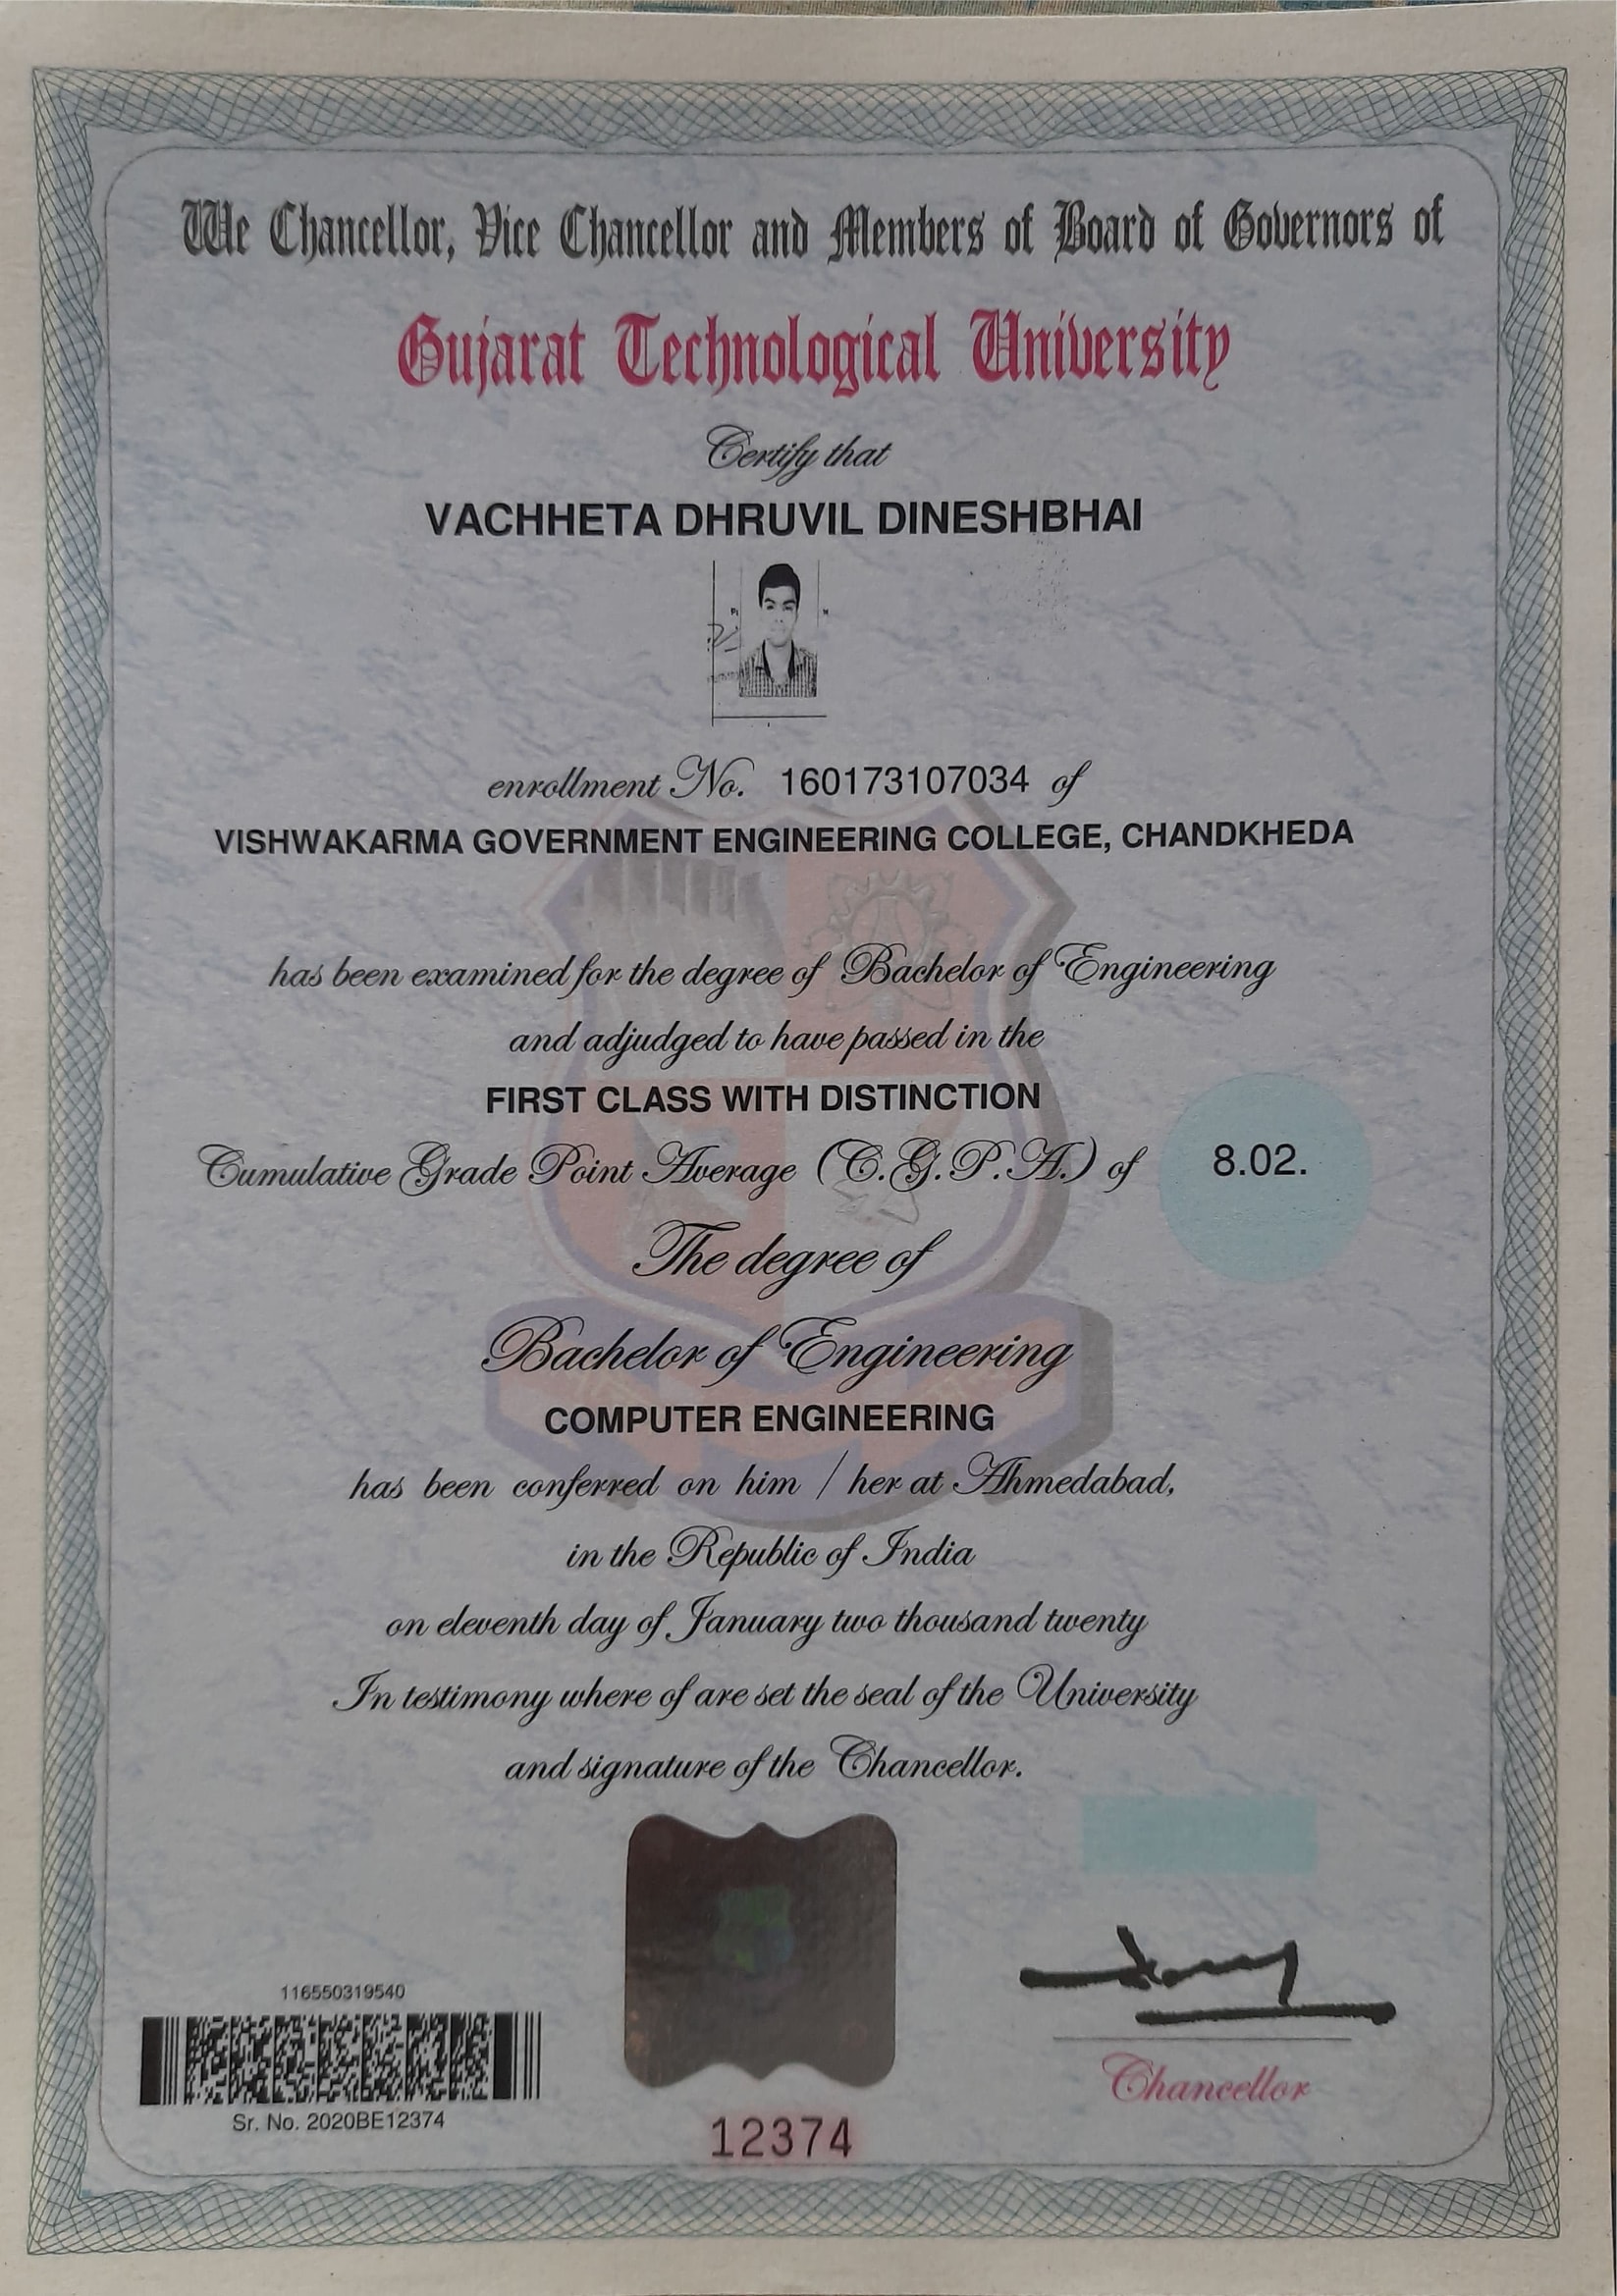 We Chancellor, Vice Chancellor and Members of Board of Governors of
Gujarat Technological University
Certify that
VACHHETA DHRUVIL DINESHBHAI
enrollment No. 160173107034 of
VISHWAKARMA GOVERNMENT ENGINEERING COLLEGE, CHANDKHEDA
has been examined for the degree of Bachelor of Engineering
and adjudged to have passed in the
FIRST CLASS WITH DISTINCTION
Cumulative Grade Point Average (C.G.P.A.) of 8.02.
The degree of
Bachelor of Engineering
COMPUTER ENGINEERING
has been conferred on him / her at Ahmedabad,
in the Republic of India
on eleventh day of January two thousand twenty
In testimony where of are set the seal of the University
and signature of the Chancellor.
116550319540
Sr. No. 2020BE12374
12374
Chancellor